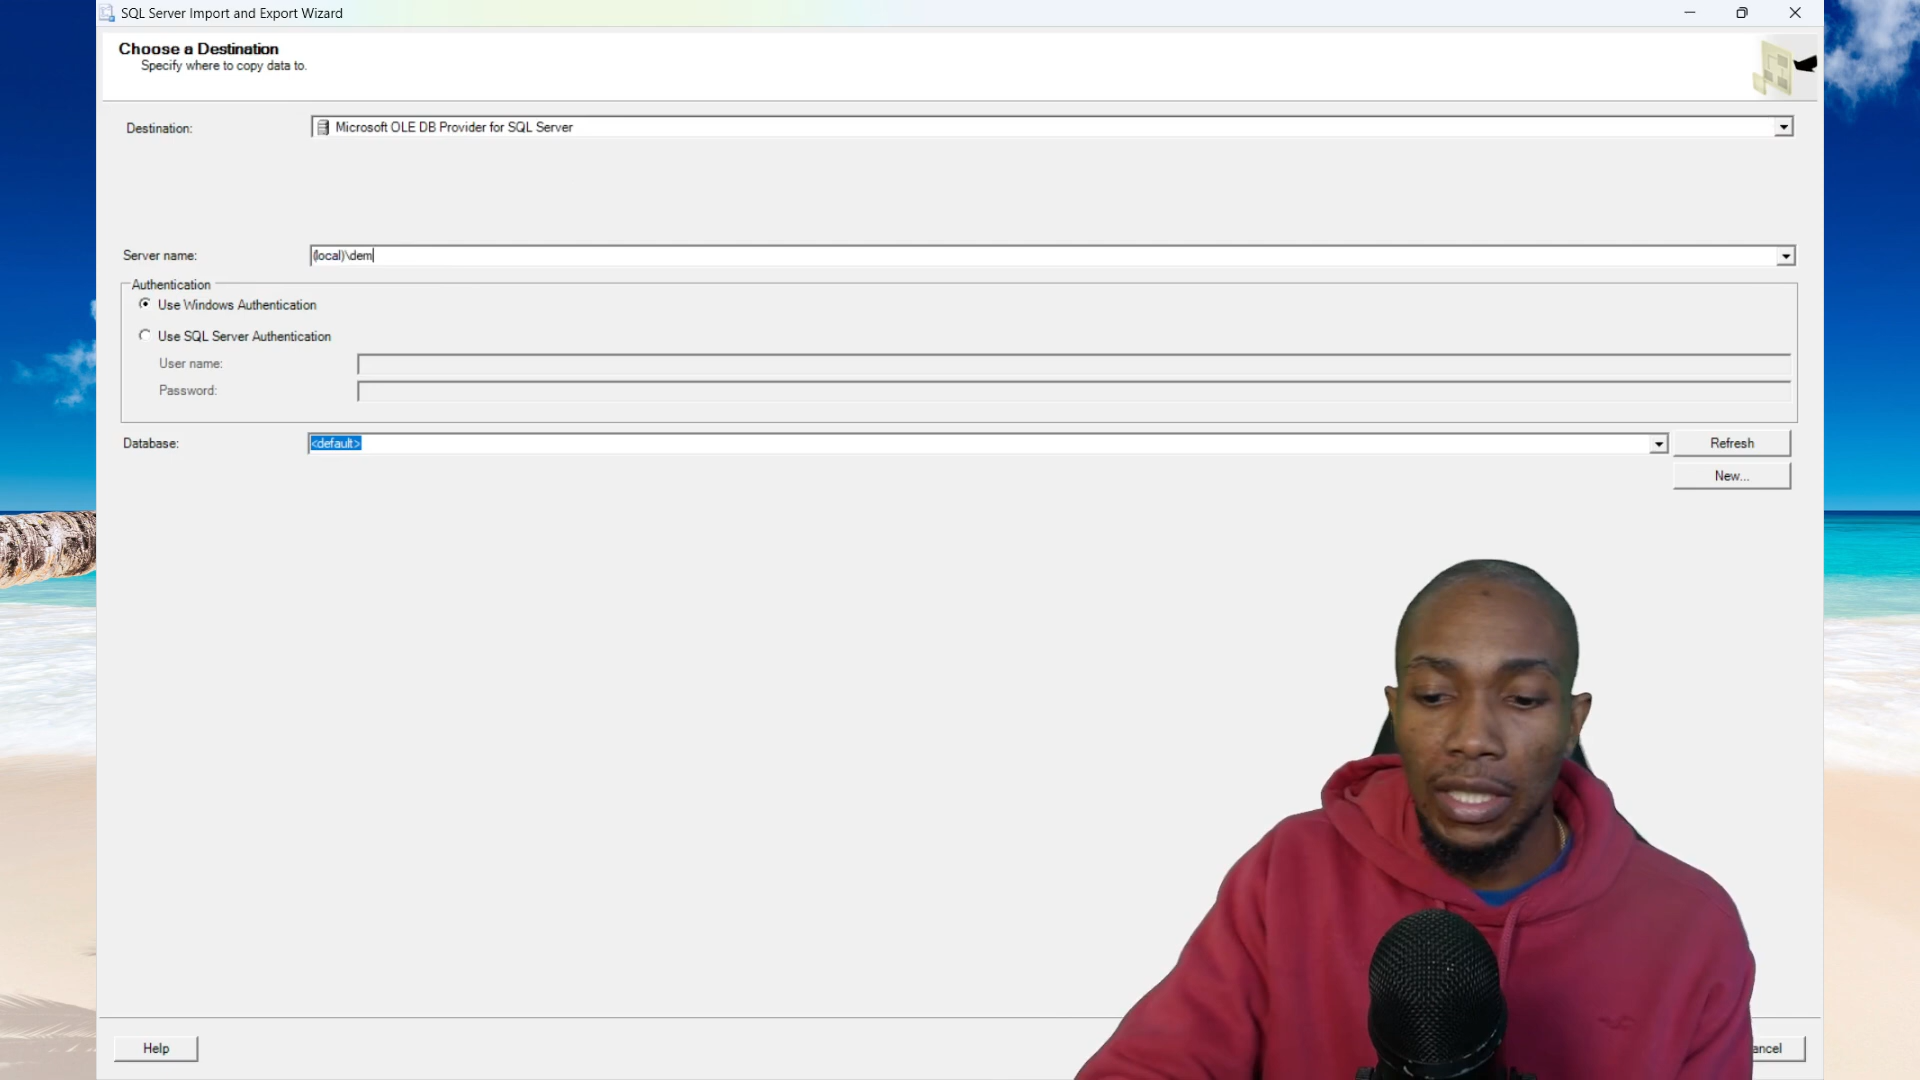 SQL Server Import and Export Wizard
Choose a Destination
Specify where to copy data to.
Destination:
Microsoft OLE DB Provider for SQL Server
Server name:
(local)\dem
Authentication
Use Windows Authentication
Use SQL Server Authentication
User name:
Password:
Database:
<default>
Refresh
New...
Help
ancel